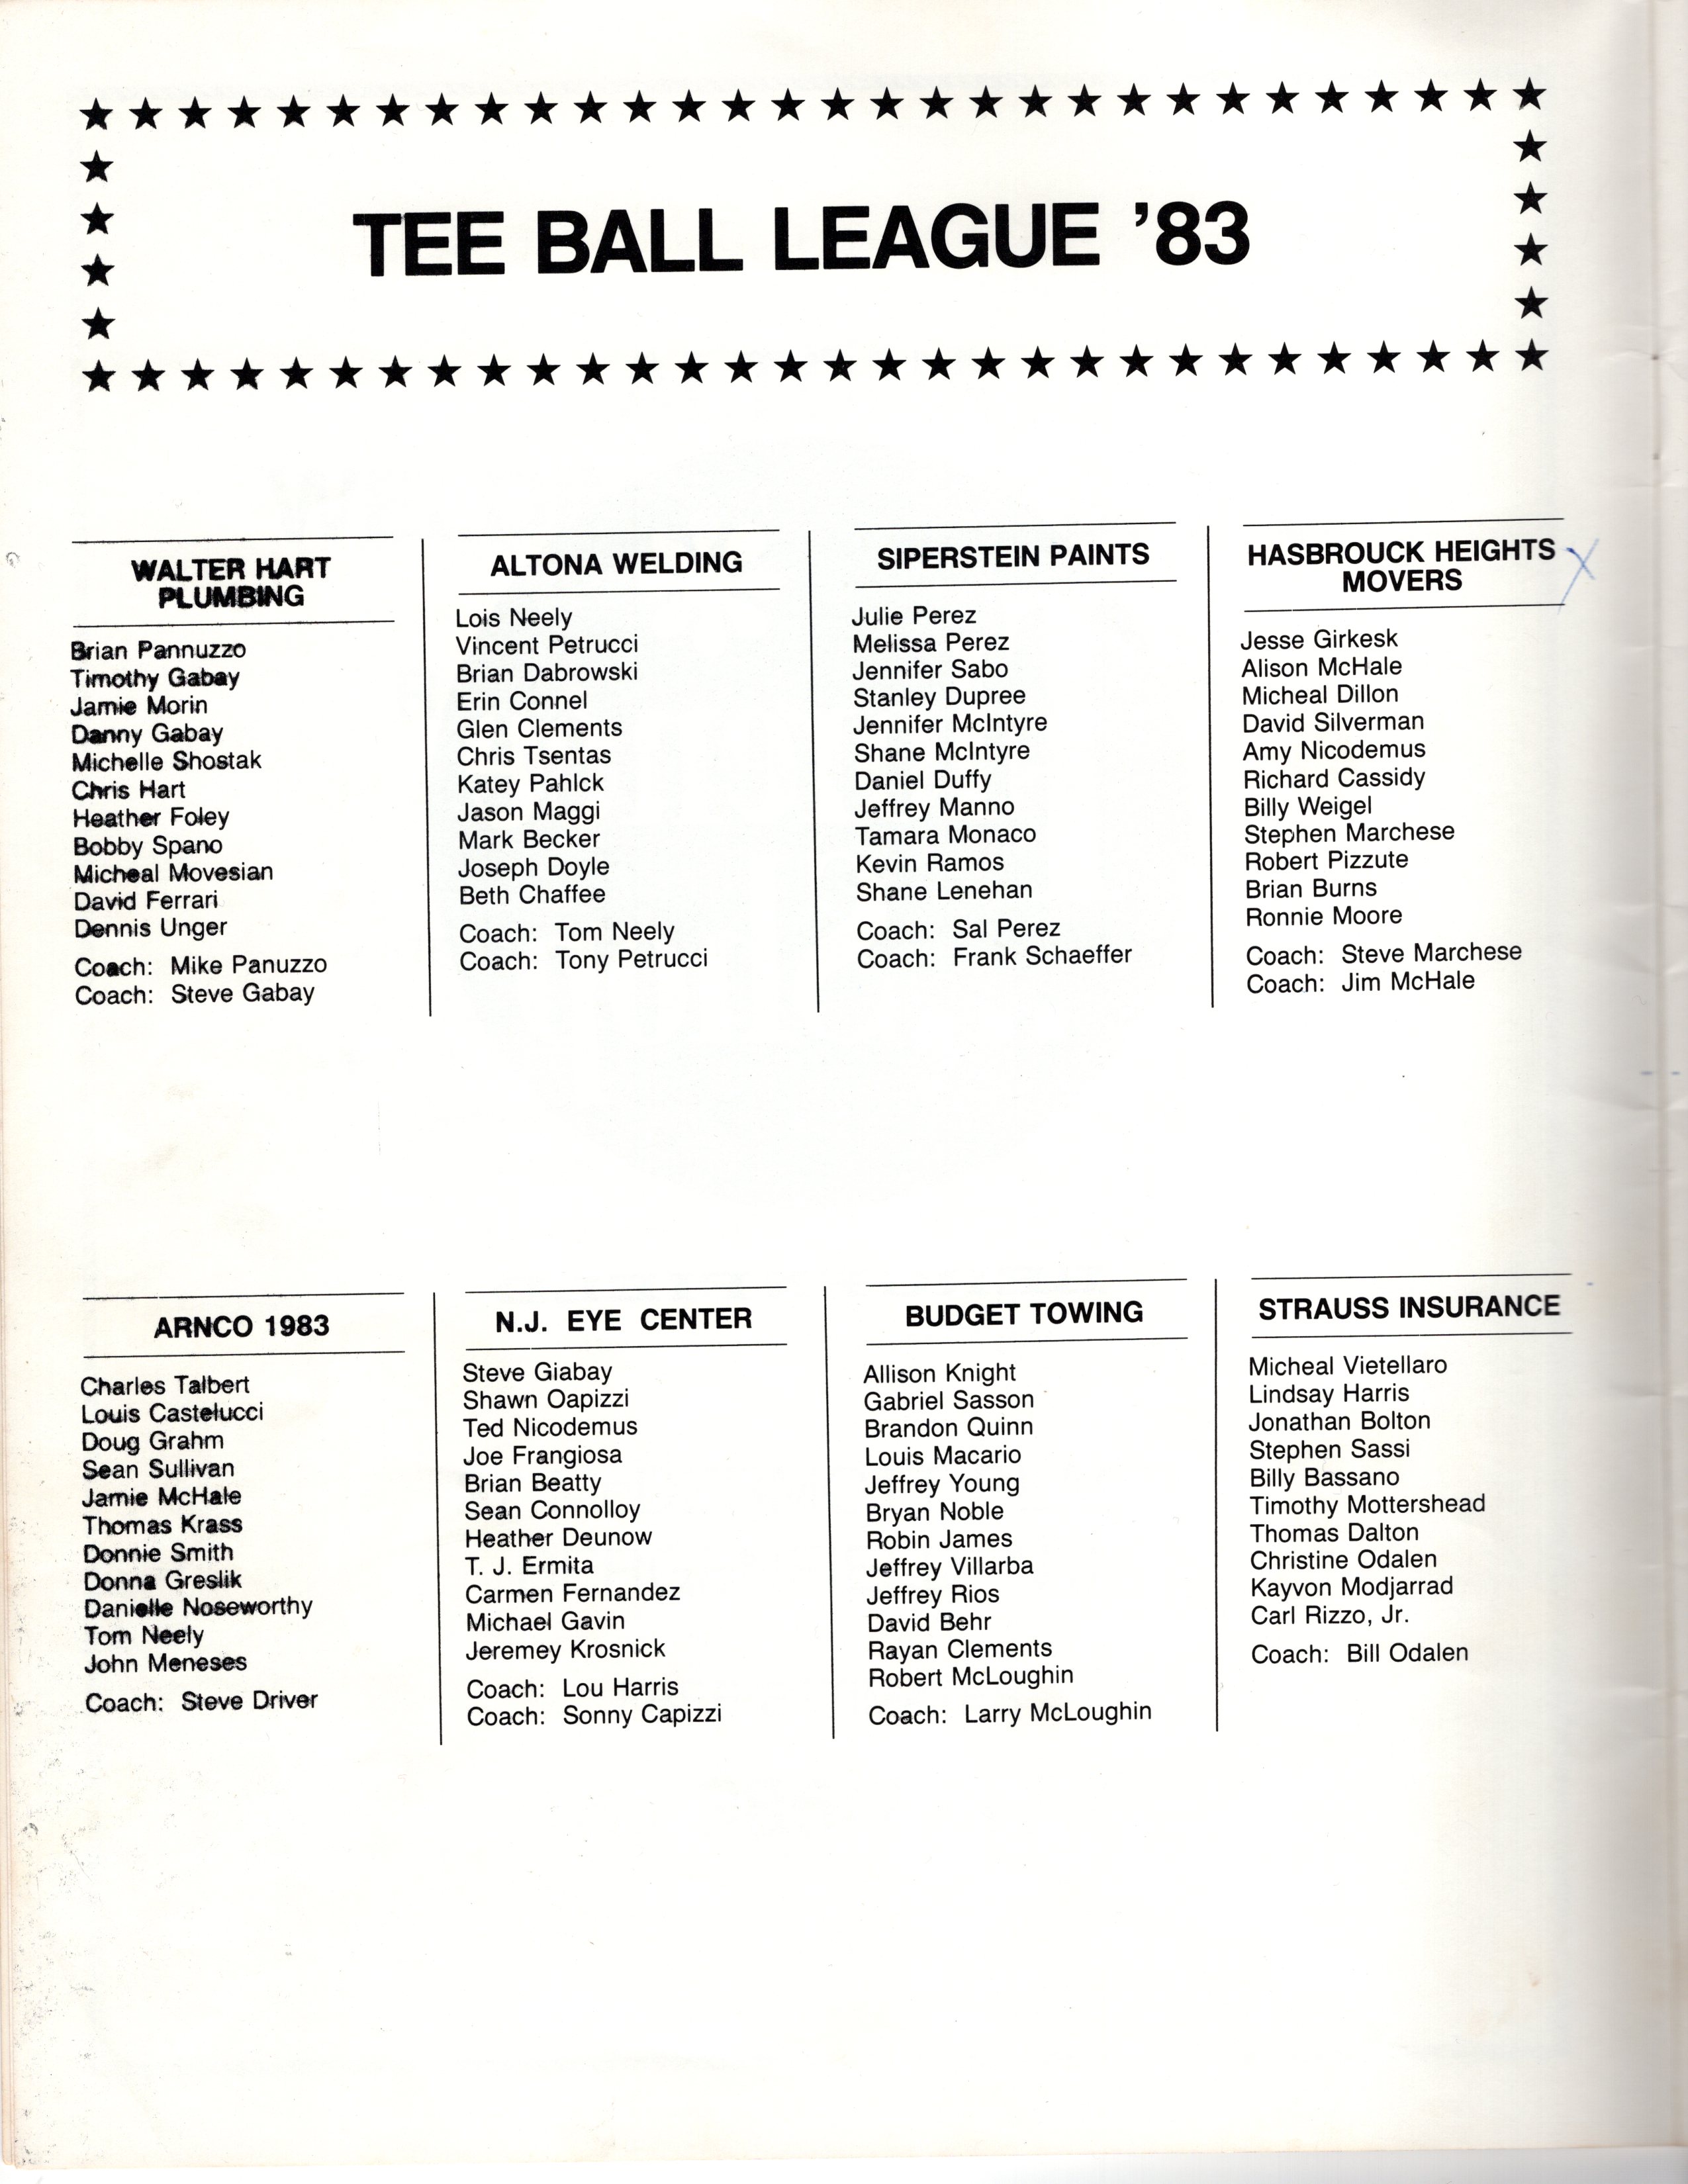 TEE BALL LEAGUE '83
WALTER HART
PLUMBING
Brian Pannuzzo
Timothy Gabay
Jamie Morin
Danny Gabay
Michelle Shostak
Chris Hart
Heather Foley
Bobby Spano
Micheal Movesian
David Ferrari
Dennis Unger
Coach: Mike Panuzzo
Coach: Steve Gabay
ALTONA WELDING
Lois Neely
Vincent Petrucci
Brian Dabrowski
Erin Connel
Glen Clements
Chris Tsentas
Katey Pahlck
Jason Maggi
Mark Becker
Joseph Doyle
Beth Chaffee
Coach: Tom Neely
Coach: Tony Petrucci
SIPERSTEIN PAINTS
Julie Perez
Melissa Perez
Jennifer Sabo
Stanley Dupree
Jennifer McIntyre
Shane McIntyre
Daniel Duffy
Jeffrey Manno
Tamara Monaco
Kevin Ramos
Shane Lenehan
Coach: Sal Perez
Coach: Frank Schaeffer
HASBROUCK HEIGHTS
MOVERS
Jesse Girkesk
Alison McHale
Micheal Dillon
David Silverman
Amy Nicodemus
Richard Cassidy
Billy Weigel
Stephen Marchese
Robert Pizzute
Brian Burns
Ronnie Moore
Coach: Steve Marchese
Coach: Jim McHale
ARNCO 1983
Charles Talbert
Louis Castelucci
Doug Grahm
Sean Sullivan
Jamie McHale
Thomas Krass
Donnie Smith
Donna Greslik
Danielle Noseworthy
Tom Neely
John Meneses
Coach: Steve Driver
N.J. EYE CENTER
Steve Giabay
Shawn Oapizzi
Ted Nicodemus
Joe Frangiosa
Brian Beatty
Sean Connolloy
Heather Deunow
T. J. Ermita
Carmen Fernandez
Michael Gavin
Jeremey Krosnick
Coach: Lou Harris
Coach: Sonny Capizzi
BUDGET TOWING
Allison Knight
Gabriel Sasson
Brandon Quinn
Louis Macario
Jeffrey Young
Bryan Noble
Robin James
Jeffrey Villarba
Jeffrey Rios
David Behr
Rayan Clements
Robert McLoughin
Coach: Larry McLoughin
STRAUSS INSURANCE
Micheal Vietellaro
Lindsay Harris
Jonathan Bolton
Stephen Sassi
Billy Bassano
Timothy Mottershead
Thomas Dalton
Christine Odalen
Kayvon Modjarrad
Carl Rizzo, Jr.
Coach: Bill Odalen